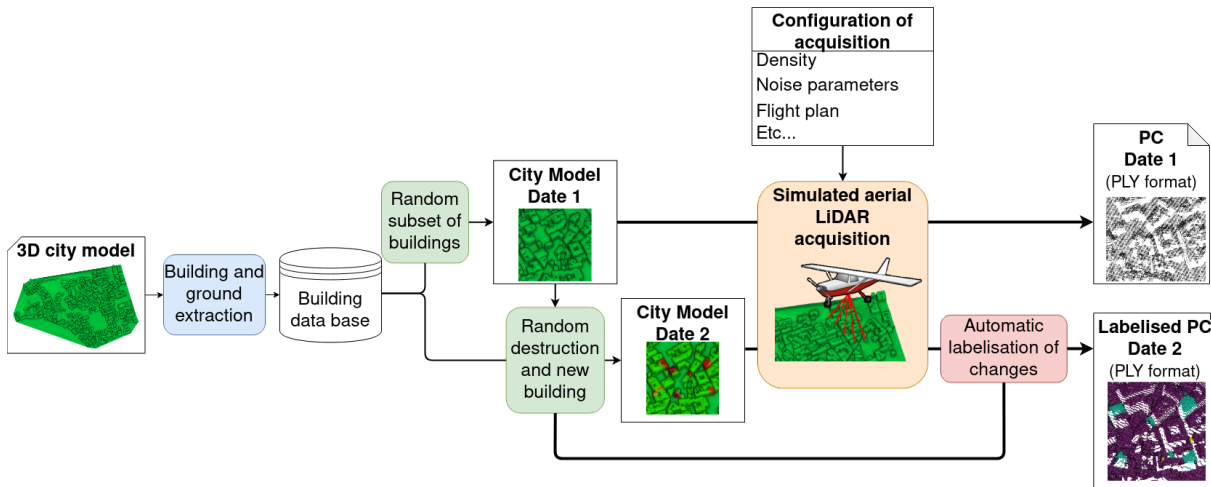 3D city model
Building and
ground
extraction
Building
data base
Random
subset of
buildings
City Model
Date 1
Random
destruction
and new
building
City Model
Date 2
Configuration of
acquisition
Density
Noise parameters
Flight plan
Etc...
Simulated aerial
LiDAR
acquisition
Automatic
labelisation of
changes
PC
Date 1
(PLY format)
Labelised PC
Date 2
(PLY format)